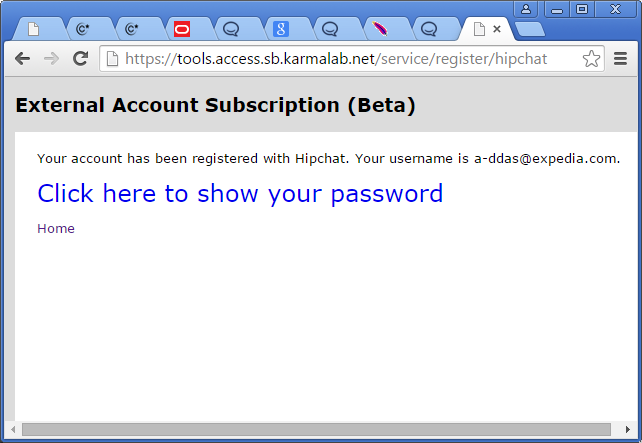 https://tools.access.sb.karmalab.net/service/register/hipchat
External Account Subscription (Beta)
Your account has been registered with Hipchat. Your username is a-ddas@expedia.com.
Click here to show your password
Home